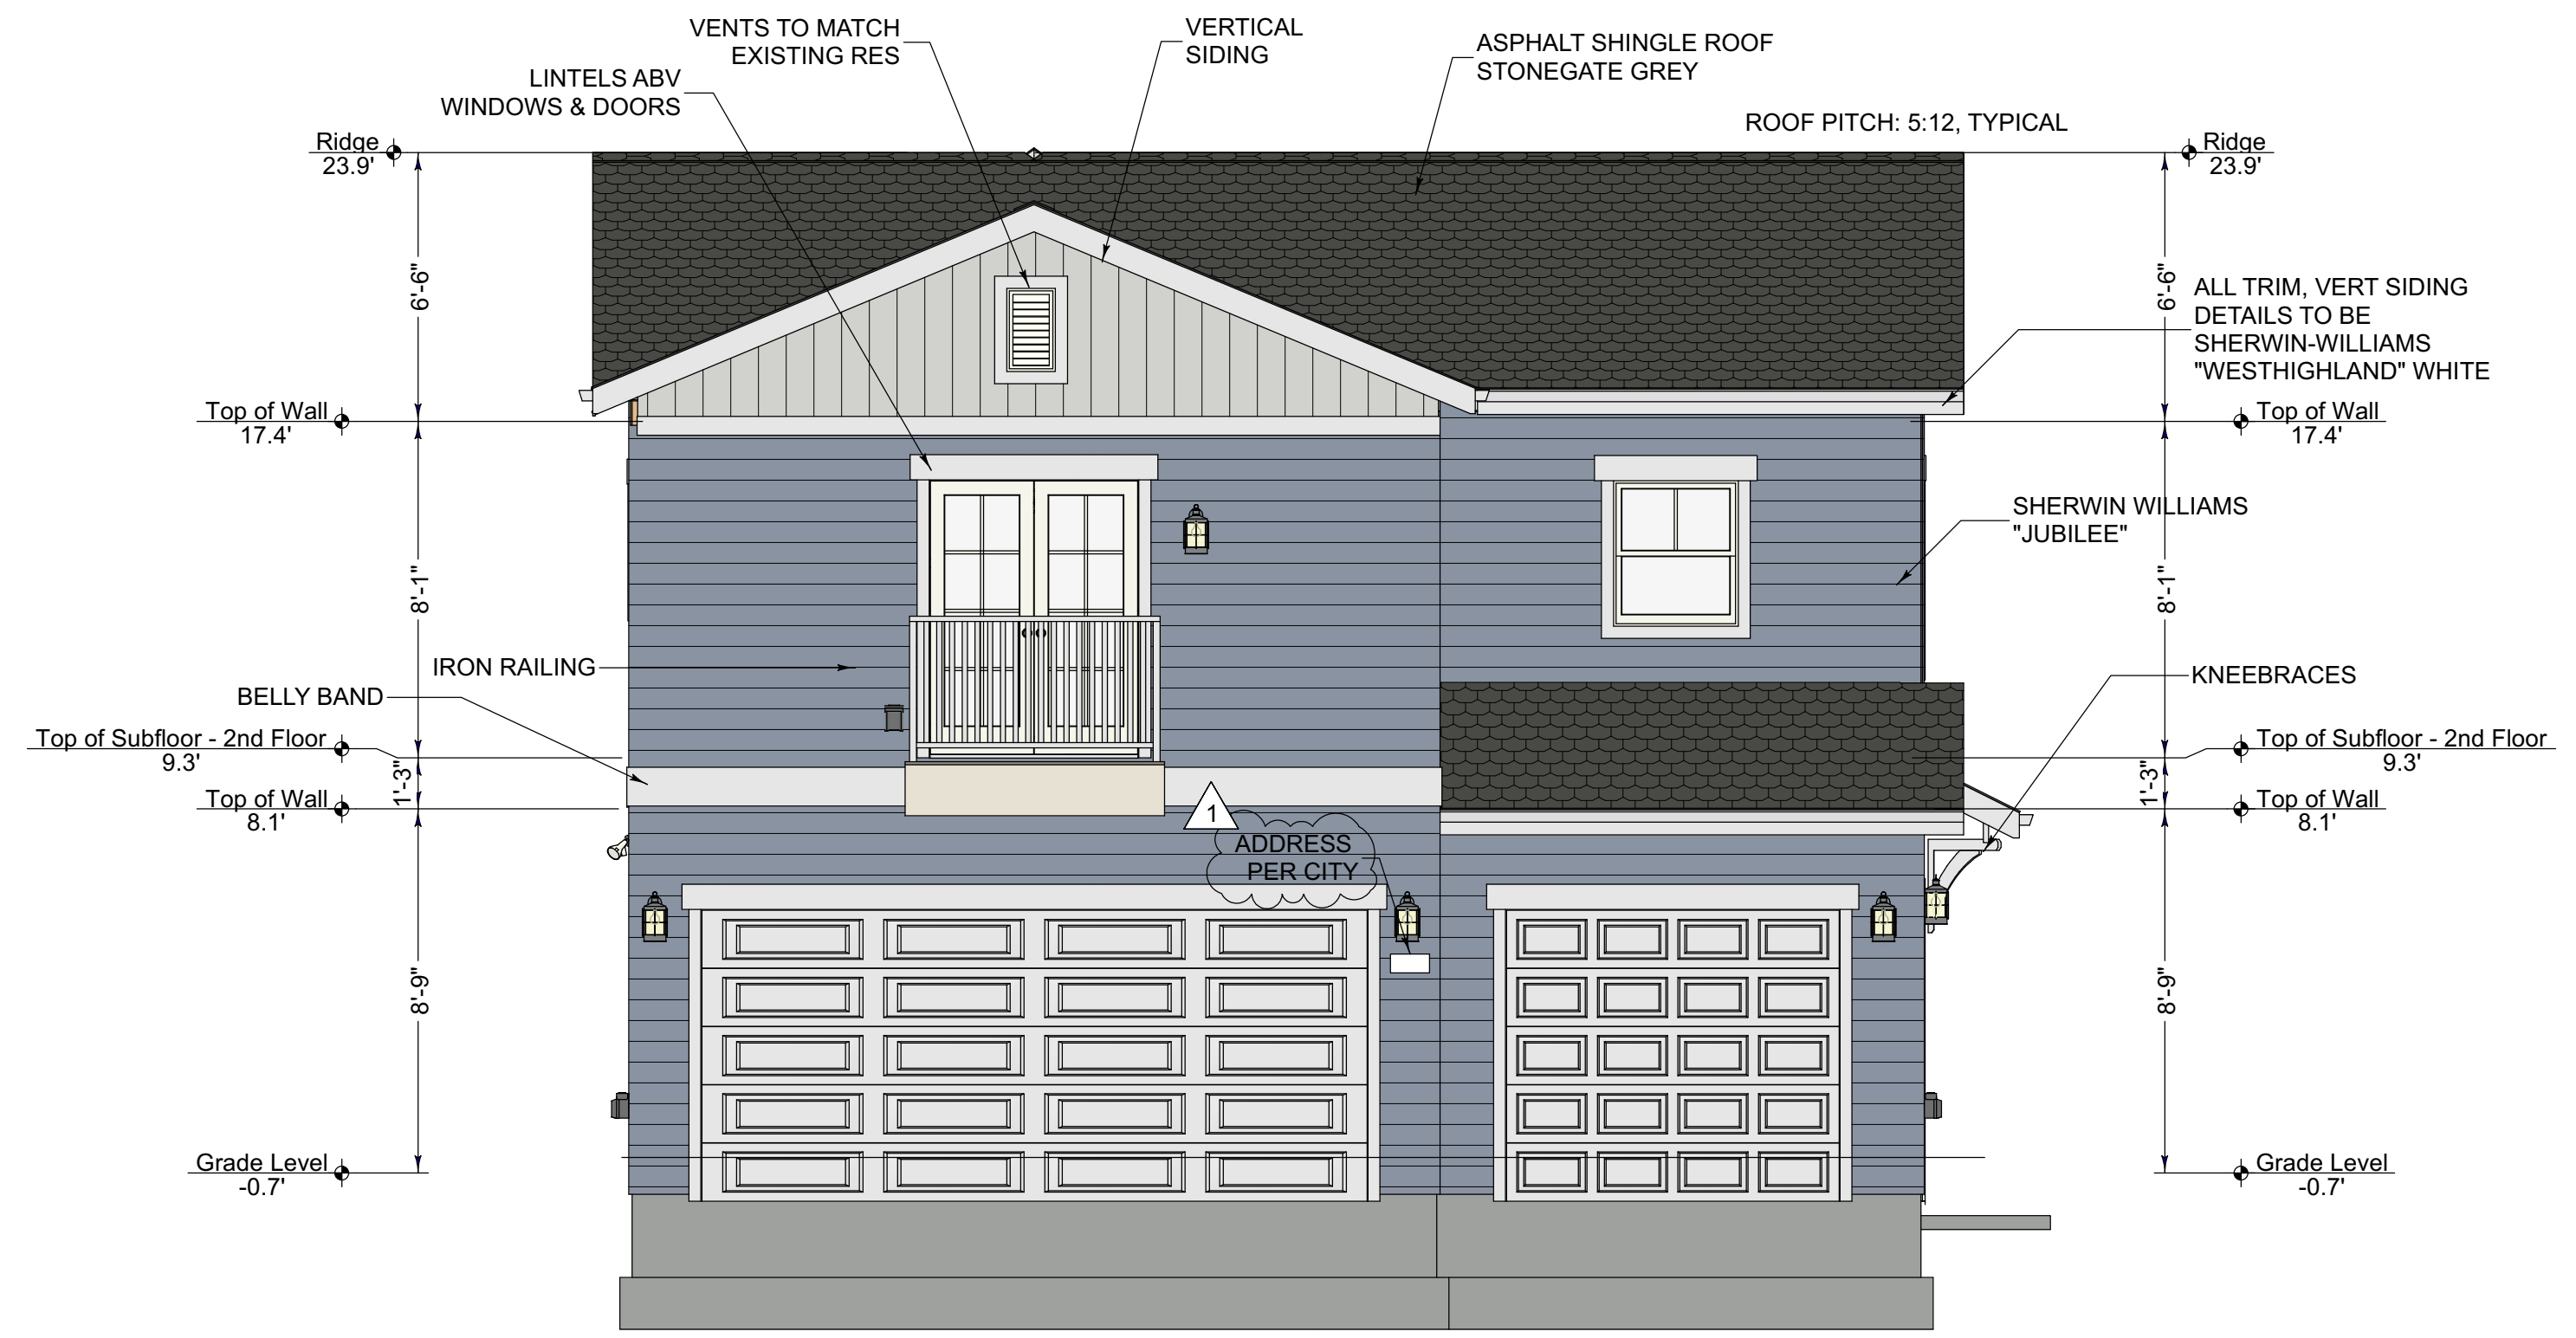 VENTS TO MATCH
EXISTING RES
VERTICAL
SIDING
ASPHALT SHINGLE ROOF
STONEGATE GREY
LINTELS ABV
WINDOWS & DOORS
ROOF PITCH: 5:12, TYPICAL
Ridge
23.9'
Ridge
23.9'
6'-6"
6'-6"
ALL TRIM, VERT SIDING
DETAILS TO BE
SHERWIN-WILLIAMS
"WESTHIGHLAND" WHITE
Top of Wall
17.4'
Top of Wall
17.4'
SHERWIN WILLIAMS
"JUBILEE"
8'-1"
8'-1"
IRON RAILING
KNEEBRACES
BELLY BAND
Top of Subfloor - 2nd Floor
9.3'
Top of Subfloor - 2nd Floor
9.3'
1'-3"
1'-3"
Top of Wall
8.1'
Top of Wall
8.1'
1
ADDRESS
PER CITY
8'-9"
8'-9"
Grade Level
-0.7'
Grade Level
-0.7'